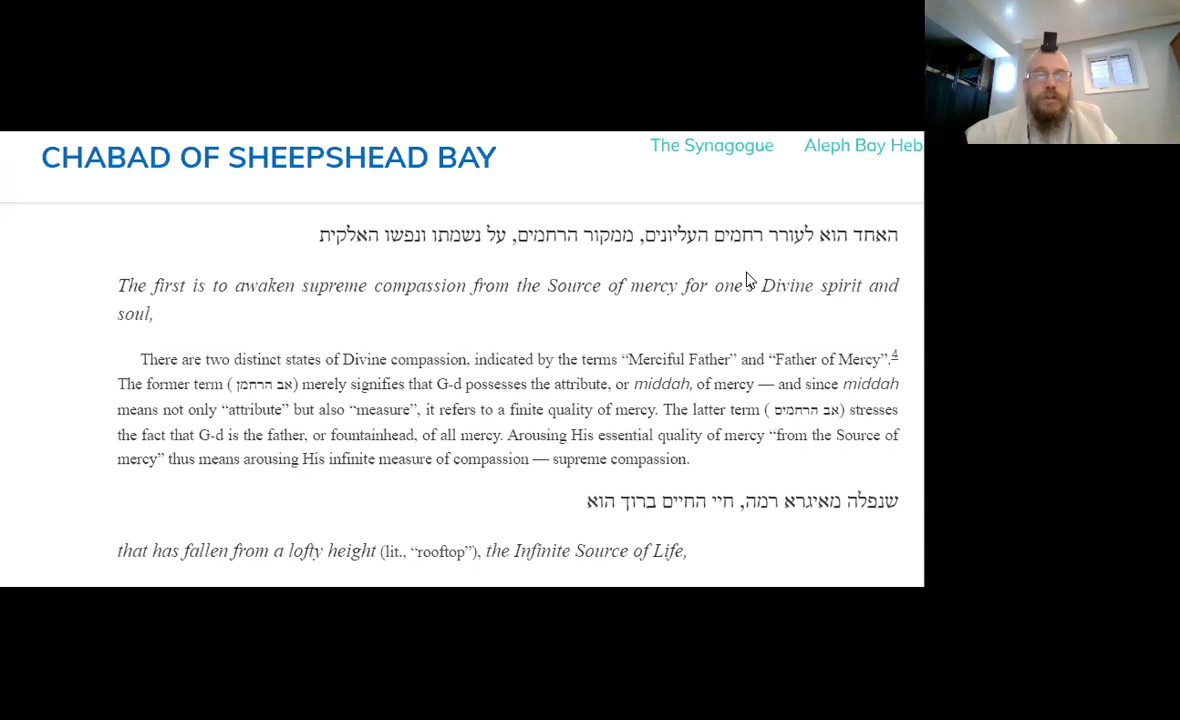 CHABAD OF SHEEPSHEAD BAY
The Synagogue
Aleph Bay Heb
האחד הוא לעורר רחמים העליונים, ממקור הרחמים, על נשמתו ונפשו האלקית
The first is to awaken supreme compassion from the Source of mercy for one's Divine spirit and
soul,
There are two distinct states of Divine compassion, indicated by the terms “Merciful Father” and “Father of Mercy”.4
The former term ( אב הרחמן) merely signifies that G-d possesses the attribute, or middah, of mercy — and since middah
means not only “attribute” but also “measure”, it refers to a finite quality of mercy. The latter term ( אב הרחמים) stresses
the fact that G-d is the father, or fountainhead, of all mercy. Arousing His essential quality of mercy “from the Source of
mercy” thus means arousing His infinite measure of compassion — supreme compassion.
שנפלה מאיגרא רמה, חיי החיים ברוך הוא
that has fallen from a lofty height (lit., “rooftop”), the Infinite Source of Life,